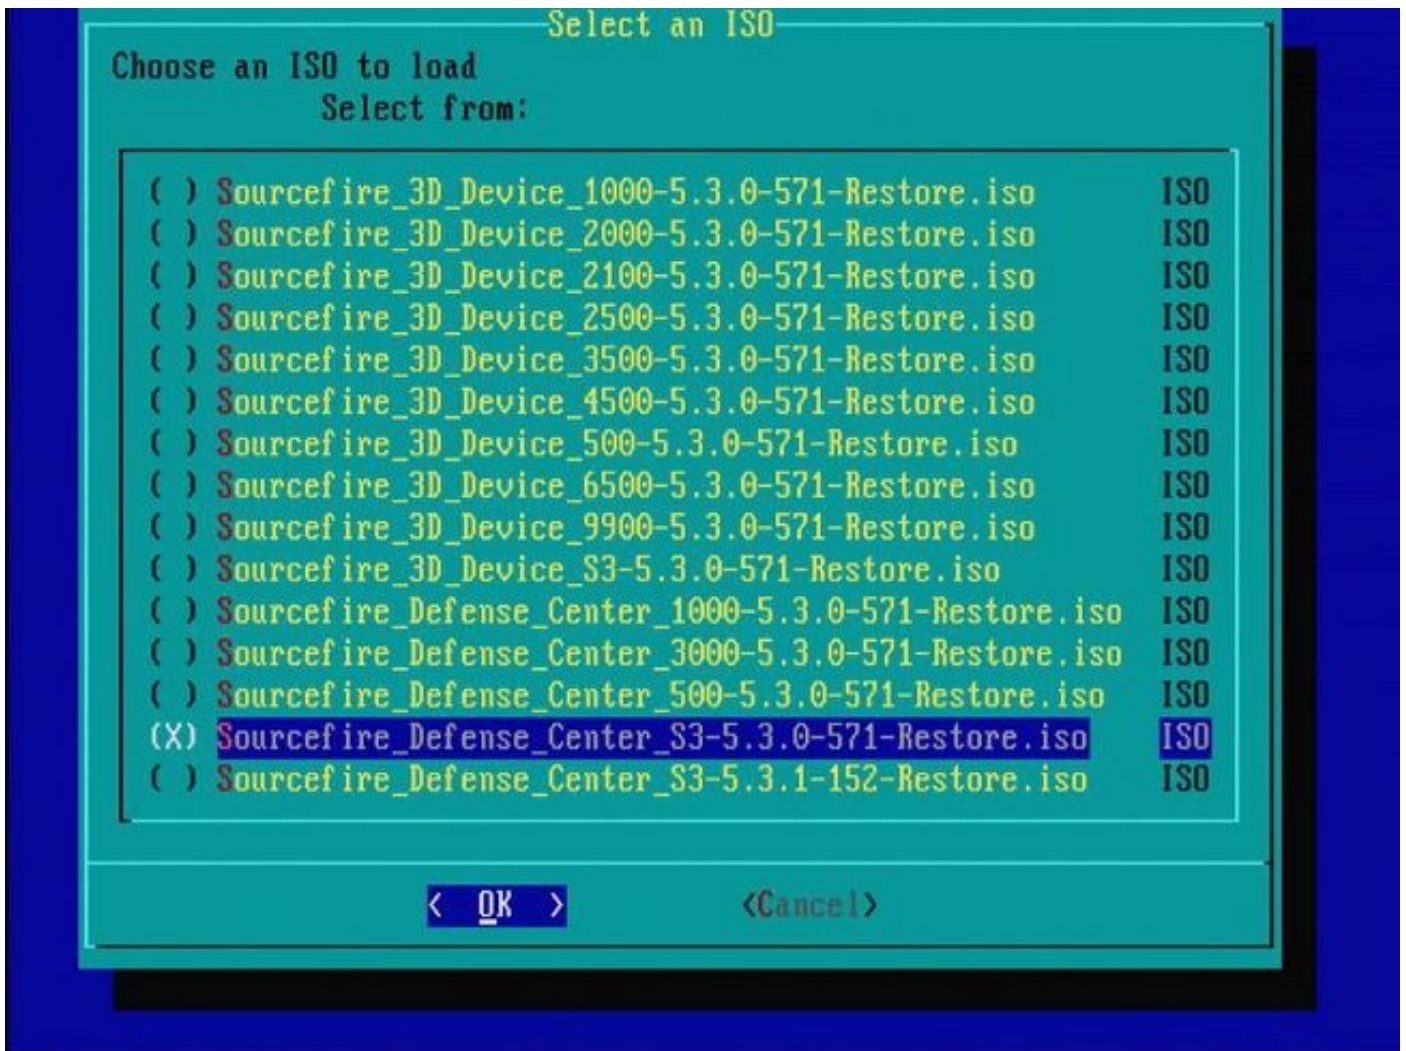 Select an ISO
Choose an ISO to load
Select from:
( ) Sourcefire_3D_Device_1000-5.3.0-571-Restore.iso ISO
( ) Sourcefire_3D_Device_2000-5.3.0-571-Restore.iso ISO
( ) Sourcefire_3D_Device_2100-5.3.0-571-Restore.iso ISO
( ) Sourcefire_3D_Device_2500-5.3.0-571-Restore.iso ISO
( ) Sourcefire_3D_Device_3500-5.3.0-571-Restore.iso ISO
( ) Sourcefire_3D_Device_4500-5.3.0-571-Restore.iso ISO
( ) Sourcefire_3D_Device_500-5.3.0-571-Restore.iso ISO
( ) Sourcefire_3D_Device_6500-5.3.0-571-Restore.iso ISO
( ) Sourcefire_3D_Device_9900-5.3.0-571-Restore.iso ISO
( ) Sourcefire_3D_Device_S3-5.3.0-571-Restore.iso ISO
( ) Sourcefire_Defense_Center_1000-5.3.0-571-Restore.iso ISO
( ) Sourcefire_Defense_Center_3000-5.3.0-571-Restore.iso ISO
( ) Sourcefire_Defense_Center_500-5.3.0-571-Restore.iso ISO
(X) Sourcefire_Defense_Center_S3-5.3.0-571-Restore.iso ISO
( ) Sourcefire_Defense_Center_S3-5.3.1-152-Restore.iso ISO
< OK > <Cancel>